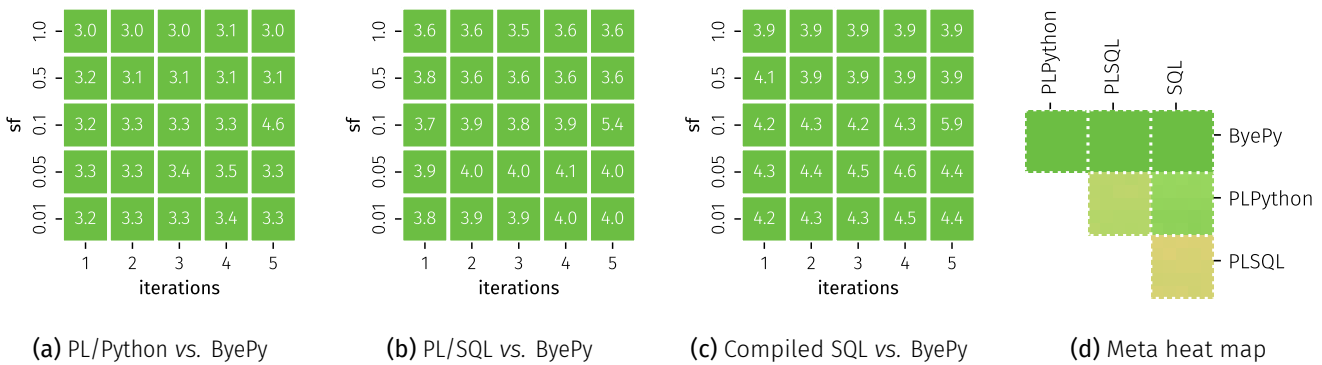 sf
1.0 3.0 3.0 3.0 3.1 3.0
0.5 3.2 3.1 3.1 3.1 3.1
0.1 3.2 3.3 3.3 3.3 4.6
0.05 3.3 3.3 3.4 3.5 3.3
0.01 3.2 3.3 3.3 3.4 3.3
1 2 3 4 5
iterations
(a) PL/Python vs. ByePy
sf
1.0 3.6 3.6 3.5 3.6 3.6
0.5 3.8 3.6 3.6 3.6 3.6
0.1 3.7 3.9 3.8 3.9 5.4
0.05 3.9 4.0 4.0 4.1 4.0
0.01 3.8 3.9 3.9 4.0 4.0
1 2 3 4 5
iterations
(b) PL/SQL vs. ByePy
sf
1.0 3.9 3.9 3.9 3.9 3.9
0.5 4.1 3.9 3.9 3.9 3.9
0.1 4.2 4.3 4.2 4.3 5.9
0.05 4.3 4.4 4.5 4.6 4.4
0.01 4.2 4.3 4.3 4.5 4.4
1 2 3 4 5
iterations
(c) Compiled SQL vs. ByePy
PLPython
PLSQL
SQL
ByePy
PLPython
PLSQL
(d) Meta heat map